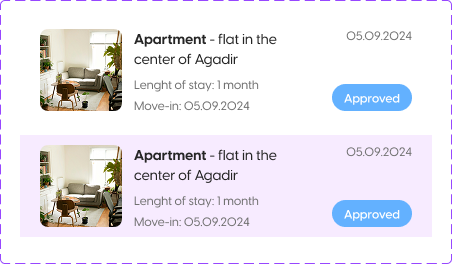 Apartment - flat in the
center of Agadir
05.09.2024
Lenght of stay: 1 month
Move-in: 05.09.2024
Approved
Apartment - flat in the
center of Agadir
05.09.2024
Lenght of stay: 1 month
Move-in: 05.09.2024
Approved